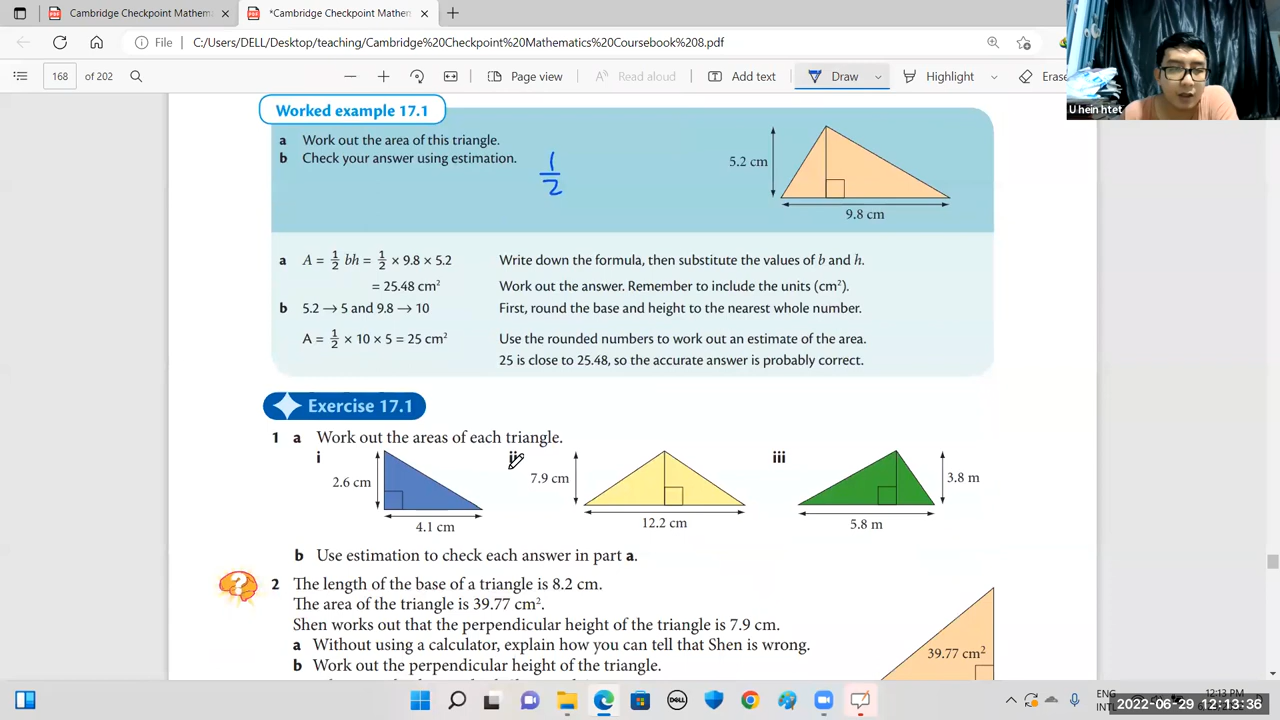 Cambridge Checkpoint Mathema
*Cambridge Checkpoint Mathem
File
C:/Users/DELL/Desktop/teaching/Cambridge%20Checkpoint%20Mathematics%20Coursebook%208.pdf
168 of 202
Page view
Read aloud
Add text
Draw
Highlight
Erase
U hein htet
Worked example 17.1
a Work out the area of this triangle.
b Check your answer using estimation.
1/2
5.2 cm
9.8 cm
a A = 1/2 bh = 1/2 × 9.8 × 5.2 Write down the formula, then substitute the values of b and h.
= 25.48 cm² Work out the answer. Remember to include the units (cm²).
b 5.2 → 5 and 9.8 → 10 First, round the base and height to the nearest whole number.
A = 1/2 × 10 × 5 = 25 cm² Use the rounded numbers to work out an estimate of the area.
25 is close to 25.48, so the accurate answer is probably correct.
Exercise 17.1
1 a Work out the areas of each triangle.
i 2.6 cm 4.1 cm
ii 7.9 cm 12.2 cm
iii 3.8 m 5.8 m
b Use estimation to check each answer in part a.
2 The length of the base of a triangle is 8.2 cm.
The area of the triangle is 39.77 cm².
Shen works out that the perpendicular height of the triangle is 7.9 cm.
a Without using a calculator, explain how you can tell that Shen is wrong.
b Work out the perpendicular height of the triangle.
39.77 cm²
DELL
ENG
INTL
12:13 PM
2022-06-29 12:13:36